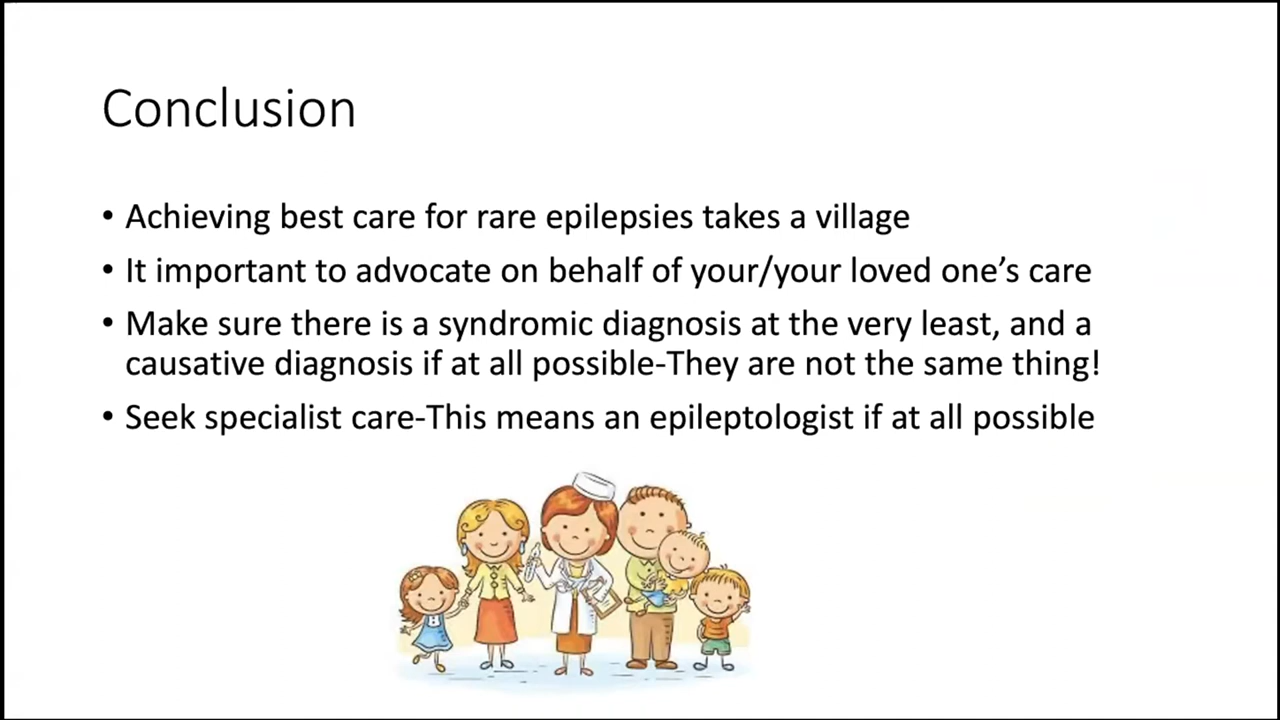 Conclusion
• Achieving best care for rare epilepsies takes a village
• It important to advocate on behalf of your/your loved one’s care
• Make sure there is a syndromic diagnosis at the very least, and a
causative diagnosis if at all possible-They are not the same thing!
• Seek specialist care-This means an epileptologist if at all possible